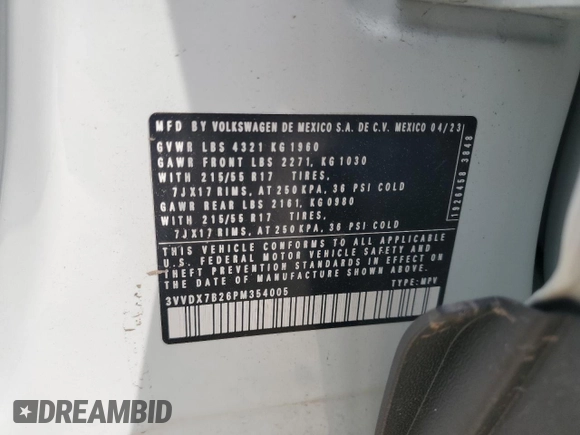 MFD BY VOLKSWAGEN DE MEXICO S.A. DE C.V. MEXICO 04/23
GVWR LBS 4321 KG 1960
GAWR FRONT LBS 2271, KG 1030
WITH 215/55 R17 TIRES,
7JX17 RIMS, AT 250 KPA, 36 PSI COLD
GAWR REAR LBS 2161, KG 0980
WITH 215/55 R17 TIRES,
7JX17 RIMS, AT 250 KPA, 36 PSI COLD
THIS VEHICLE CONFORMS TO ALL APPLICABLE
U.S. FEDERAL MOTOR VEHICLE SAFETY AND
THEFT PREVENTION STANDARDS IN EFFECT ON
THE DATE OF MANUFACTURE SHOWN ABOVE
3VVDX7B26PM354005 TYPE: MPV
DREAMBID